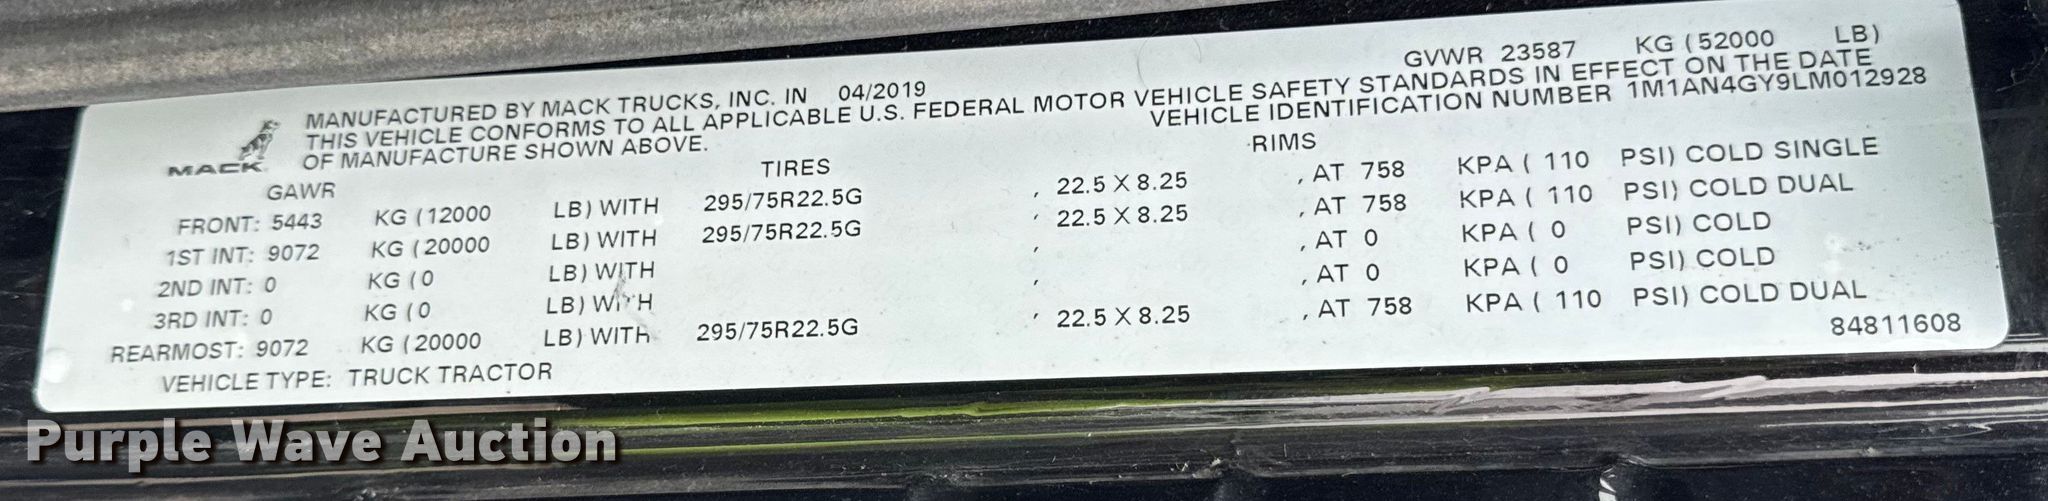 GVWR 23587 KG (52000 LB)
MANUFACTURED BY MACK TRUCKS, INC. IN 04/2019
THIS VEHICLE CONFORMS TO ALL APPLICABLE U.S. FEDERAL MOTOR VEHICLE SAFETY STANDARDS IN EFFECT ON THE DATE
OF MANUFACTURE SHOWN ABOVE. VEHICLE IDENTIFICATION NUMBER 1M1AN4GY9LM012928
MACK
GAWR TIRES RIMS
FRONT: 5443 KG (12000 LB) WITH 295/75R22.5G , 22.5 X 8.25 , AT 758 KPA ( 110 PSI) COLD SINGLE
1ST INT: 9072 KG (20000 LB) WITH 295/75R22.5G , 22.5 X 8.25 , AT 758 KPA ( 110 PSI) COLD DUAL
2ND INT: 0 KG (0 LB) WITH , , AT 0 KPA ( 0 PSI) COLD
3RD INT: 0 KG (0 LB) WITH , , AT 0 KPA ( 0 PSI) COLD
REARMOST: 9072 KG (20000 LB) WITH 295/75R22.5G , 22.5 X 8.25 , AT 758 KPA ( 110 PSI) COLD DUAL
VEHICLE TYPE: TRUCK TRACTOR 84811608
Purple Wave Auction